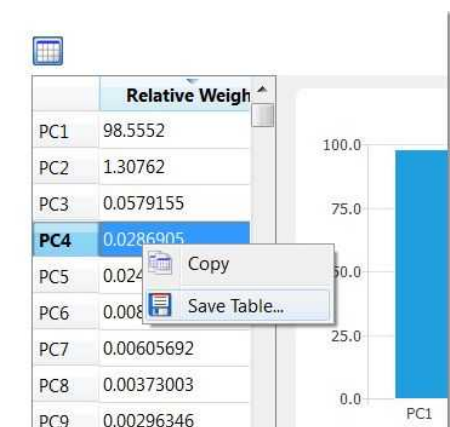 Relative Weigh
PC1 98.5552
PC2 1.30762
PC3 0.0579155
PC4 0.0286905
PC5 0.024
PC6 0.008
PC7 0.00605692
PC8 0.00373003
PC9 0.00296346
Copy
Save Table...
100.0
75.0
50.0
25.0
0.0
PC1